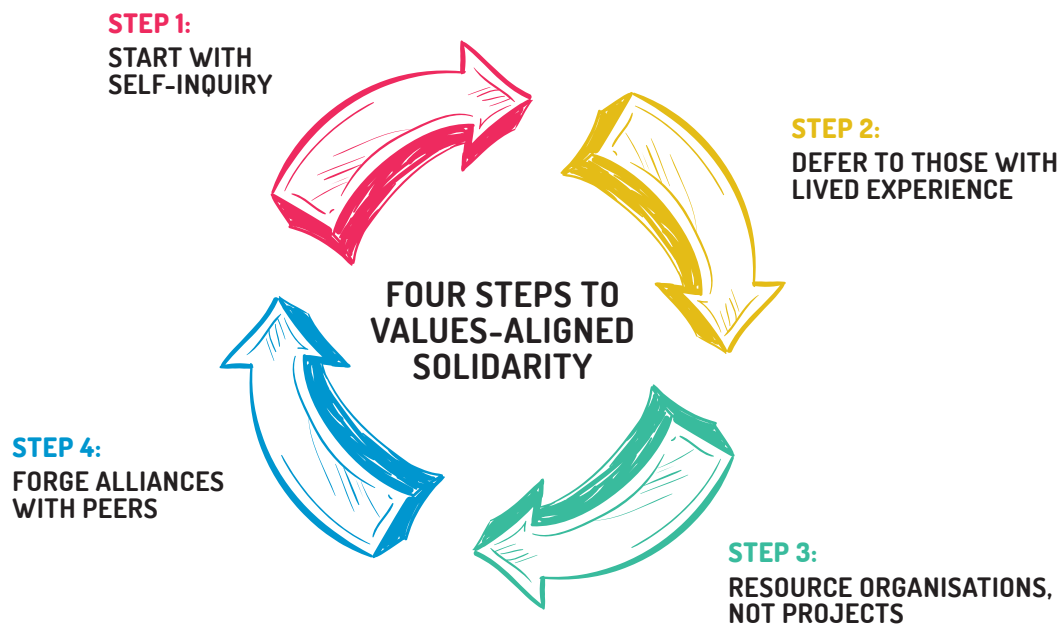 STEP 1:
START WITH
SELF-INQUIRY
STEP 2:
DEFER TO THOSE WITH
LIVED EXPERIENCE
FOUR STEPS TO
VALUES-ALIGNED
SOLIDARITY
STEP 3:
RESOURCE ORGANISATIONS,
NOT PROJECTS
STEP 4:
FORGE ALLIANCES
WITH PEERS